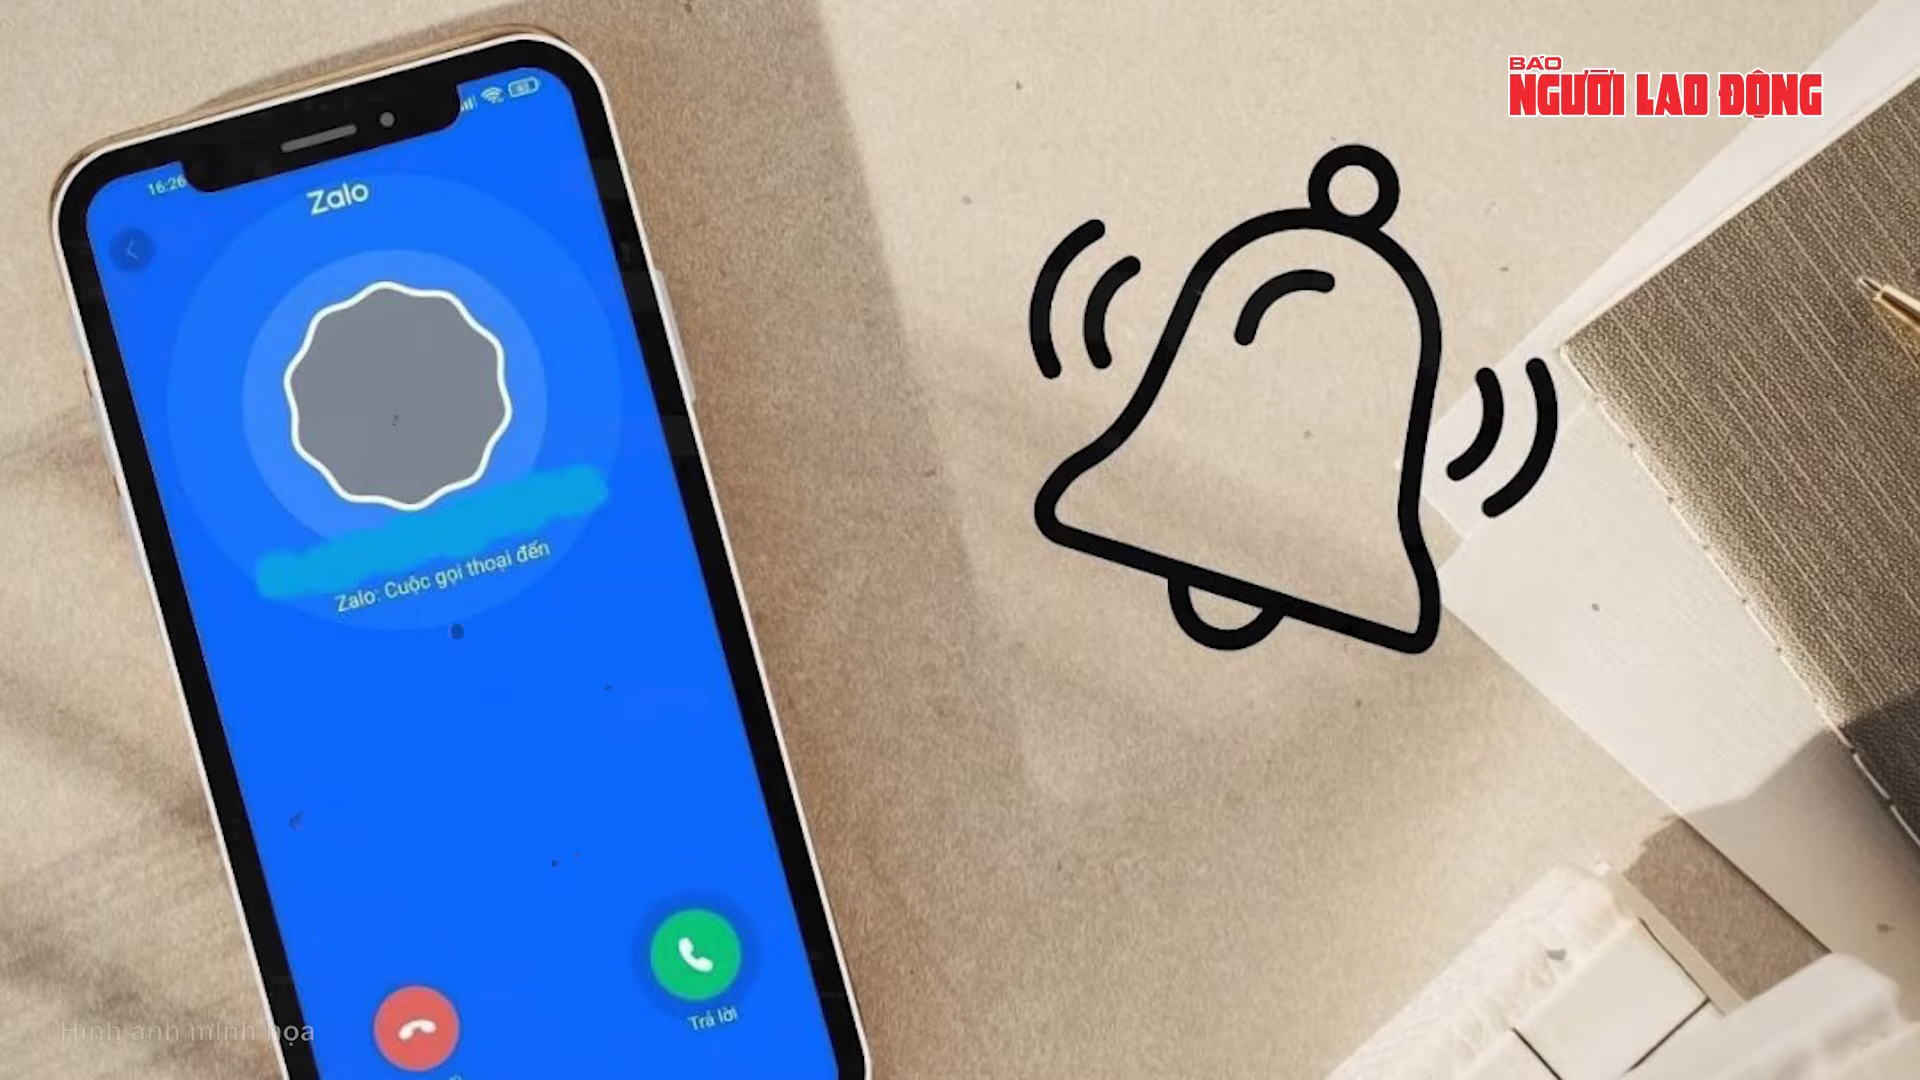 BÁO
NGƯỜI LAO ĐỘNG
16:26
Zalo
Zalo: Cuộc gọi thoại đến
Trả lời
Hình ảnh minh họa